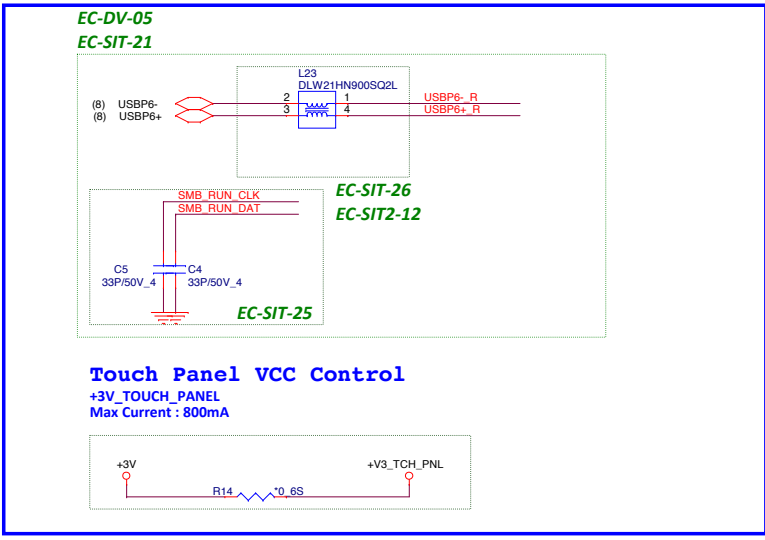 EC-DV-05
EC-SIT-21
L23
DLW21HN900SQ2L
(8) USBP6- 2 1 USBP6-_R
(8) USBP6+ 3 4 USBP6+_R
EC-SIT-26
EC-SIT2-12
SMB_RUN_CLK
SMB_RUN_DAT
C5 C4
33P/50V_4 33P/50V_4
EC-SIT-25
Touch Panel VCC Control
+3V_TOUCH_PANEL
Max Current : 800mA
+3V +V3_TCH_PNL
R14 *0_6S